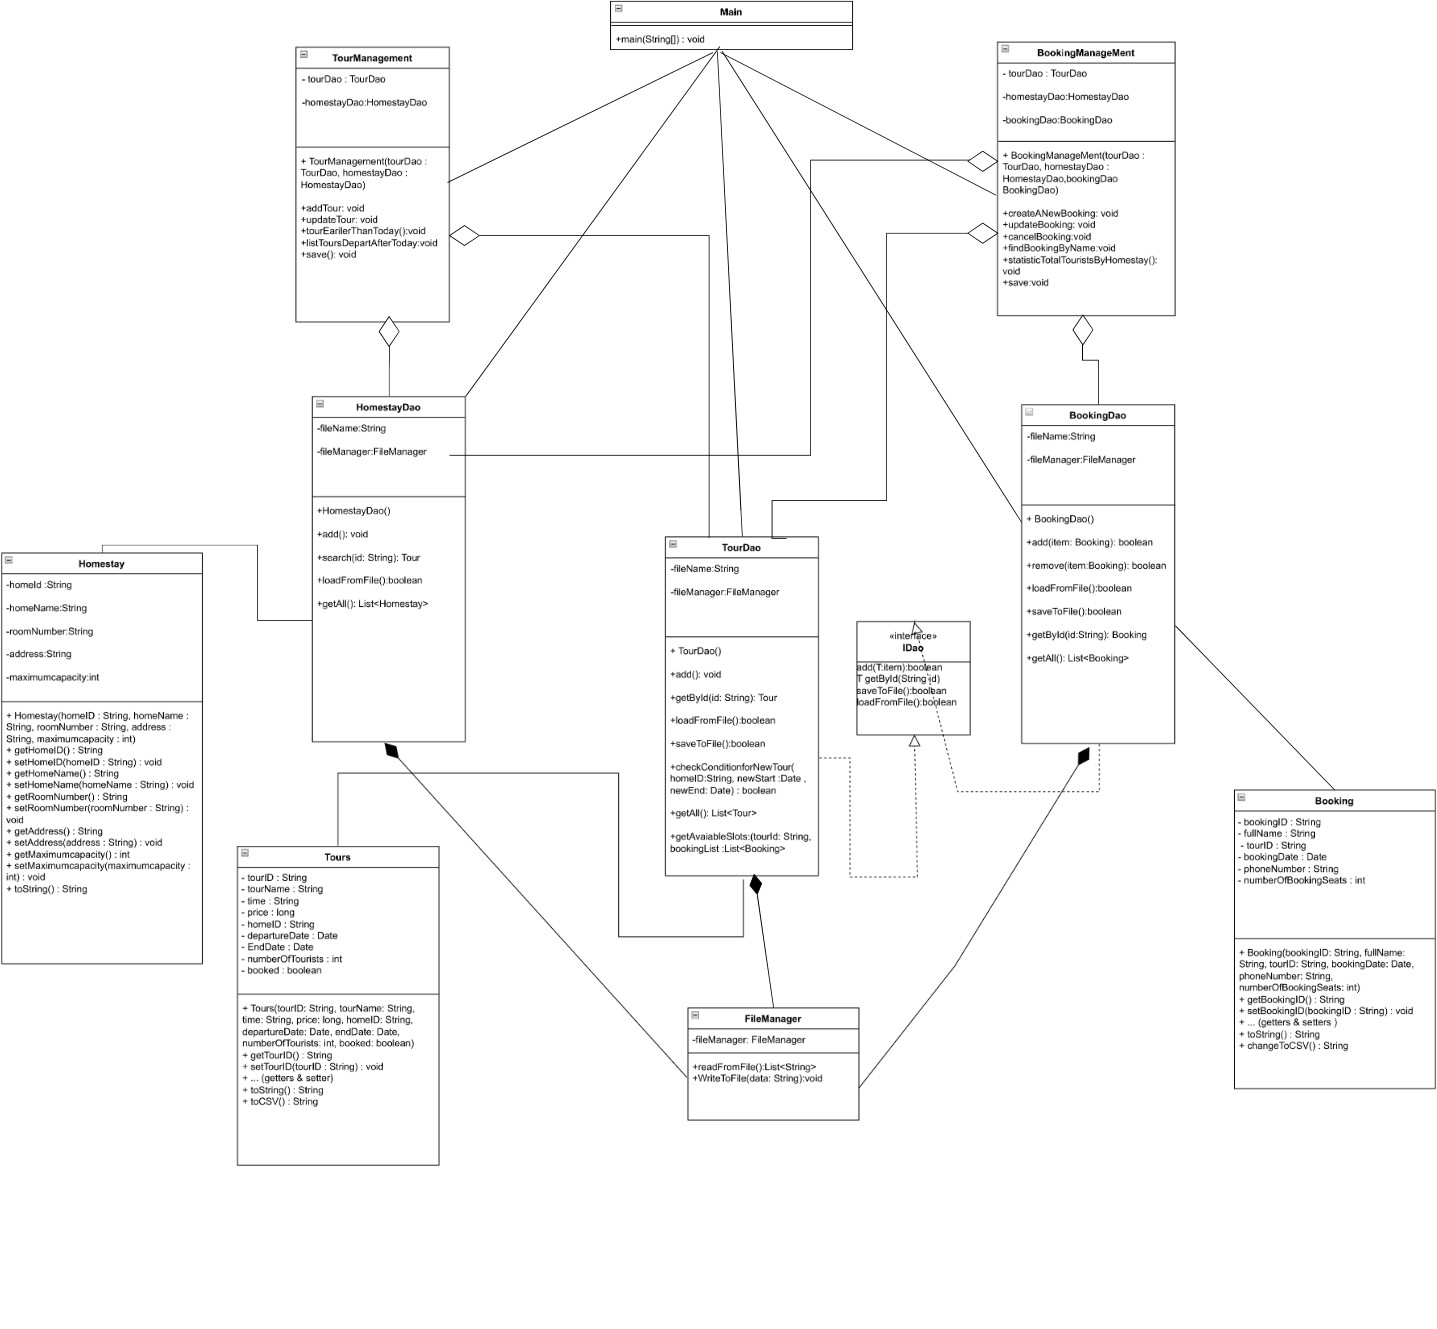 Main
+main(String[]) : void
TourManagement
- tourDao : TourDao
-homestayDao:HomestayDao
+ TourManagement(tourDao :
TourDao, homestayDao :
HomestayDao)
+addTour: void
+updateTour: void
+tourEarilerThanToday():void
+listToursDepartAfterToday:void
+save(): void
BookingManageMent
- tourDao : TourDao
-homestayDao:HomestayDao
-bookingDao:BookingDao
+ BookingManageMent(tourDao :
TourDao, homestayDao :
HomestayDao,bookingDao
BookingDao)
+createANewBooking: void
+updateBooking: void
+cancelBooking:void
+findBookingByName:void
+statisticTotalTouristsByHomestay():
void
+save:void
HomestayDao
-fileName:String
-fileManager:FileManager
+HomestayDao()
+add(): void
+search(id: String): Tour
+loadFromFile():boolean
+getAll(): List<Homestay>
BookingDao
-fileName:String
-fileManager:FileManager
+ BookingDao()
+add(item: Booking): boolean
+remove(item:Booking): boolean
+loadFromFile():boolean
+saveToFile():boolean
+getById(id:String): Booking
+getAll(): List<Booking>
TourDao
-fileName:String
-fileManager:FileManager
+ TourDao()
+add(): void
+getById(id: String): Tour
+loadFromFile():boolean
+saveToFile():boolean
+checkConditionforNewTour(
homeID:String, newStart :Date ,
newEnd: Date) : boolean
+getAll(): List<Tour>
+getAvaiableSlots:(tourId: String,
bookingList :List<Booking>
«interface»
IDao
add(T:item):boolean
T getById(String id)
saveToFile():boolean
loadFromFile():boolean
Homestay
-homeId :String
-homeName:String
-roomNumber:String
-address:String
-maximumcapacity:int
+ Homestay(homeID : String, homeName :
String, roomNumber : String, address :
String, maximumcapacity : int)
+ getHomeID() : String
+ setHomeID(homeID : String) : void
+ getHomeName() : String
+ setHomeName(homeName : String) : void
+ getRoomNumber() : String
+ setRoomNumber(roomNumber : String) :
void
+ getAddress() : String
+ setAddress(address : String) : void
+ getMaximumcapacity() : int
+ setMaximumcapacity(maximumcapacity :
int) : void
+ toString() : String
Tours
- tourID : String
- tourName : String
- time : String
- price : long
- homeID : String
- departureDate : Date
- EndDate : Date
- numberOfTourists : int
- booked : boolean
+ Tours(tourID: String, tourName: String,
time: String, price: long, homeID: String,
departureDate: Date, endDate: Date,
numberOfTourists: int, booked: boolean)
+ getTourID() : String
+ setTourID(tourID : String) : void
+ ... (getters & setter)
+ toString() : String
+ toCSV() : String
FileManager
-fileManager: FileManager
+readFromFile():List<String>
+WriteToFile(data: String):void
Booking
- bookingID : String
- fullName : String
- tourID : String
- bookingDate : Date
- phoneNumber : String
- numberOfBookingSeats : int
+ Booking(bookingID: String, fullName:
String, tourID: String, bookingDate: Date,
phoneNumber: String,
numberOfBookingSeats: int)
+ getBookingID() : String
+ setBookingID(bookingID : String) : void
+ ... (getters & setters )
+ toString() : String
+ changeToCSV() : String